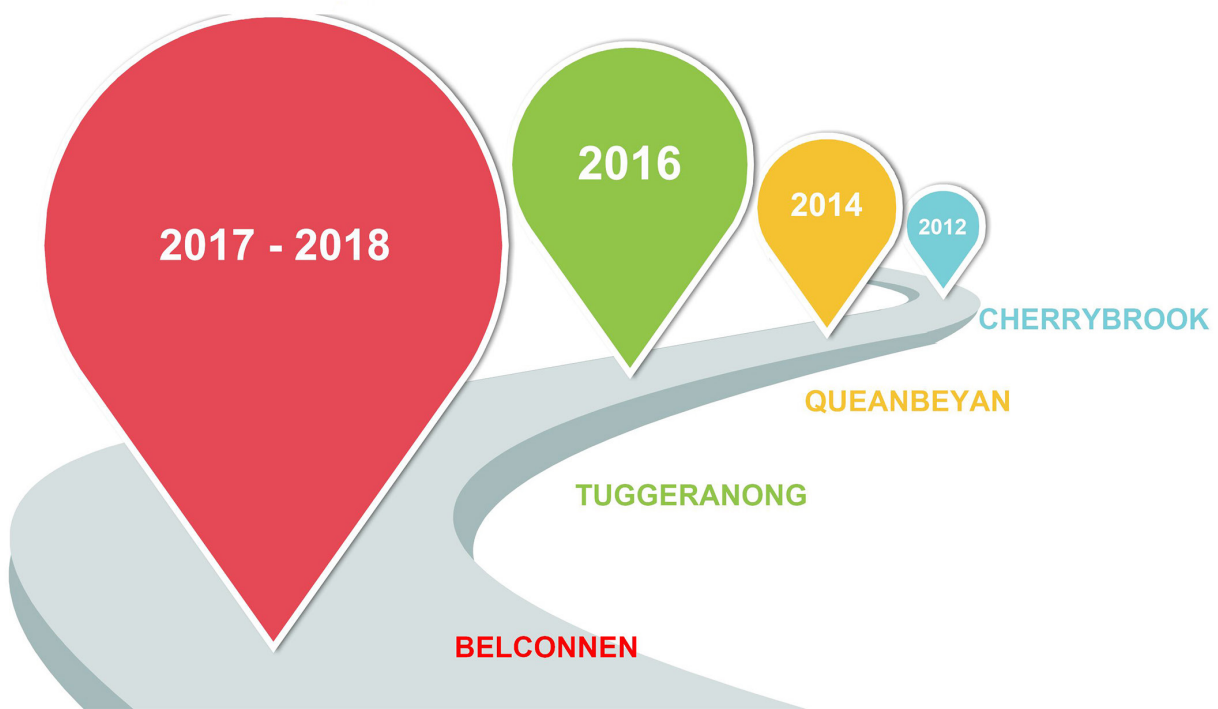 2017 - 2018
2016
2014
2012
CHERRYBROOK
QUEANBEYAN
TUGGERANONG
BELCONNEN